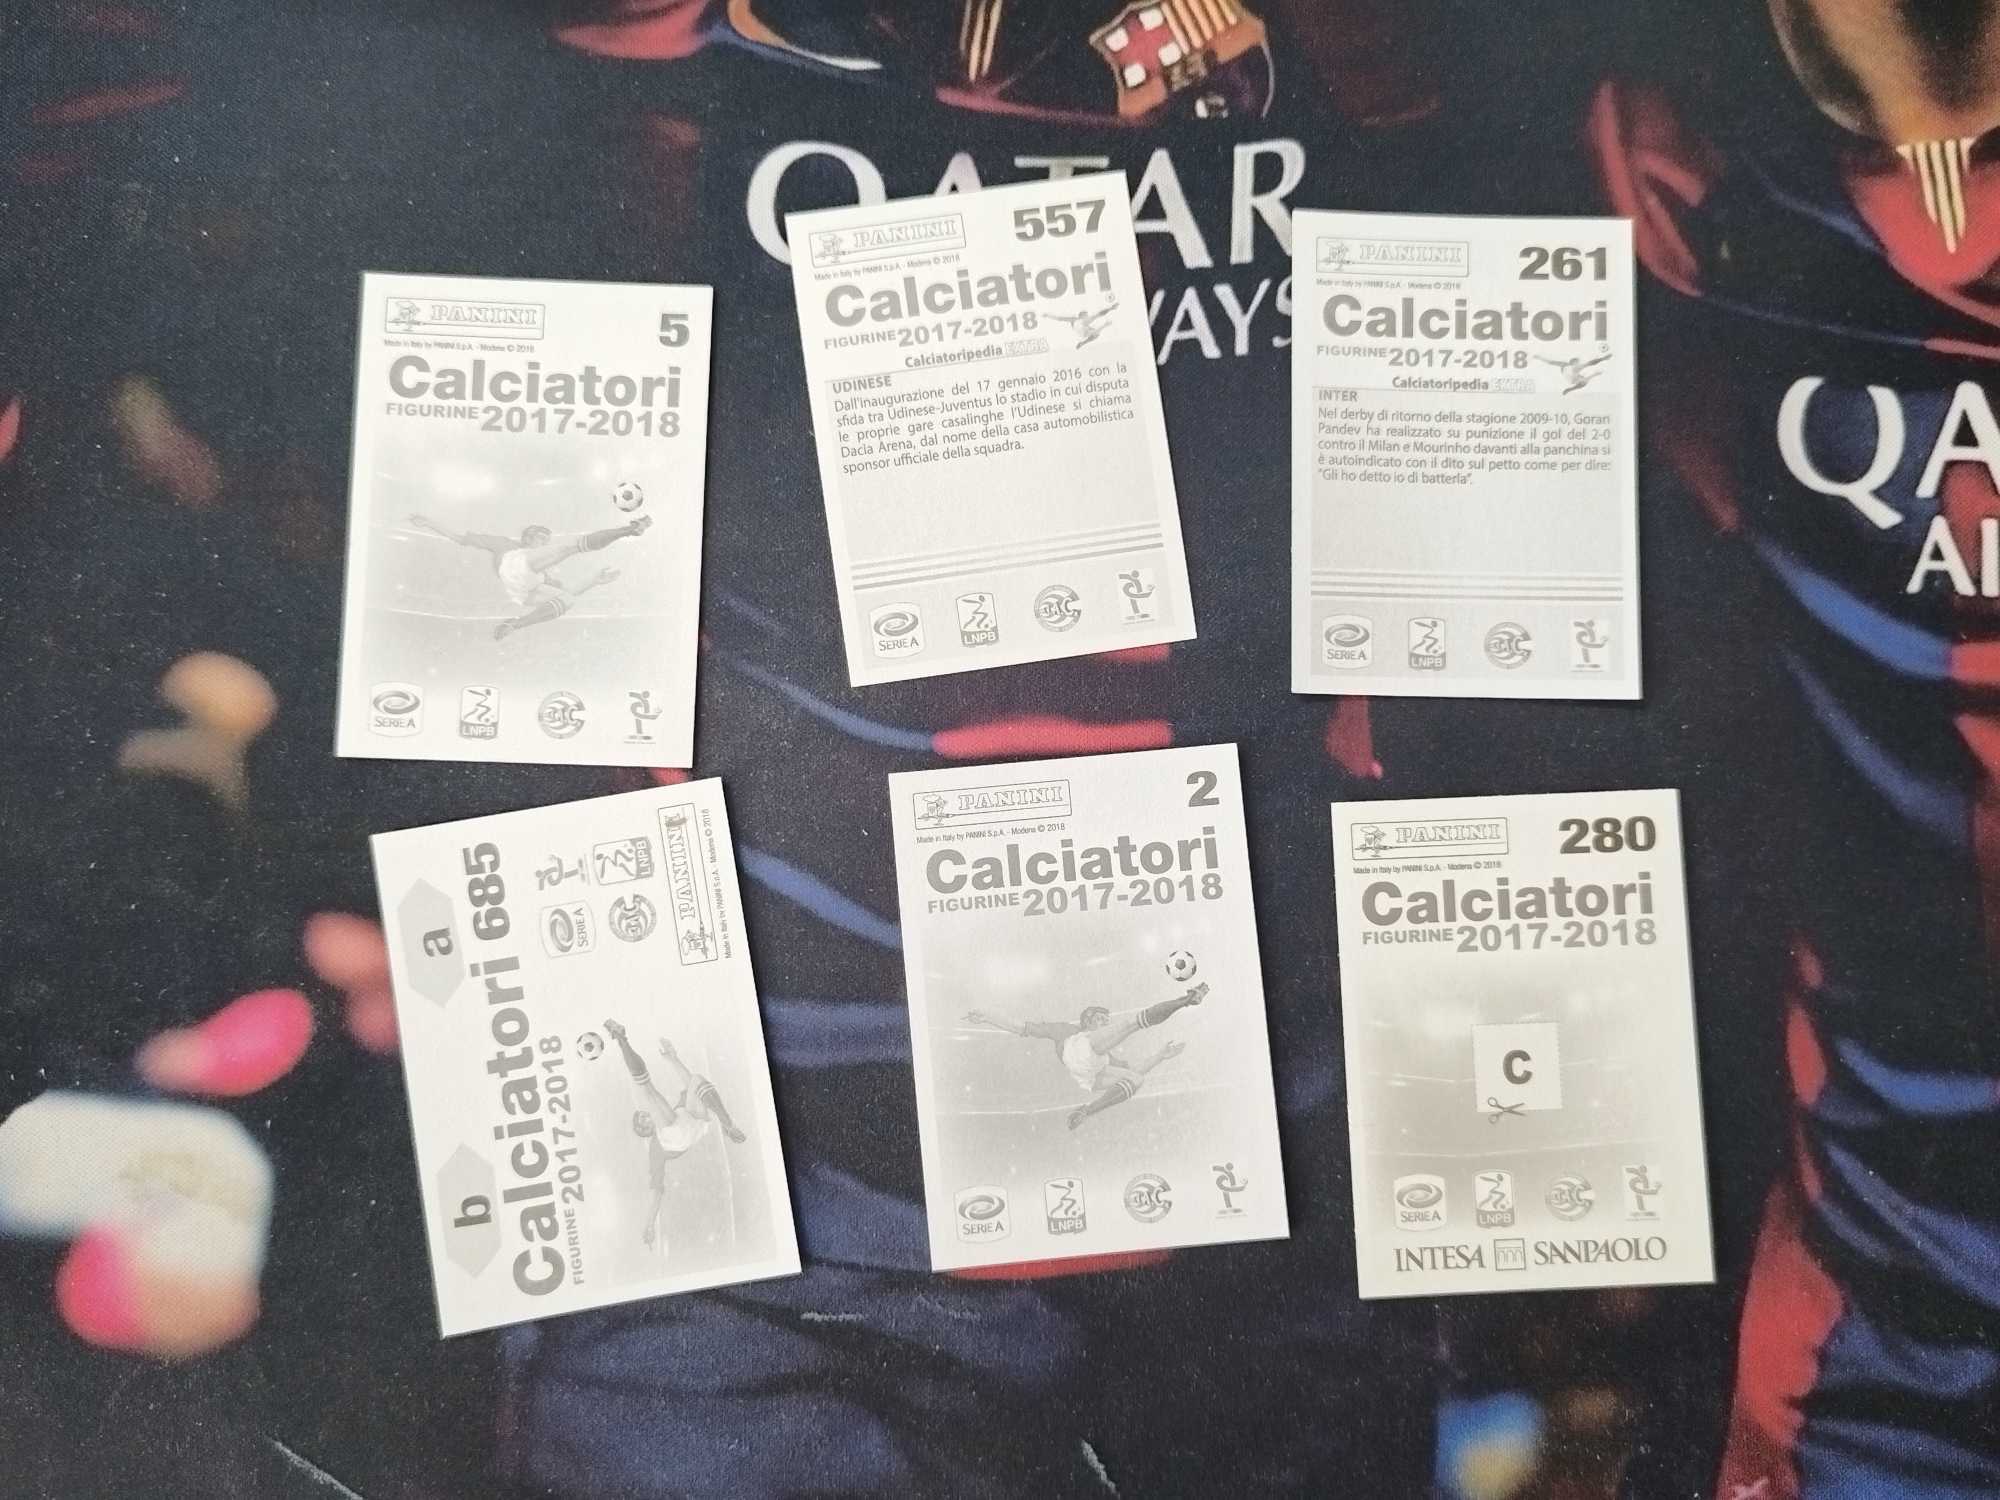 QATAR
WAYS
QA
AI
PANINI
5
Made in Italy by PANINI S.p.A. - Modena © 2018
Calciatori
FIGURINE 2017-2018
SERIE A
LNPB
PANINI
557
Made in Italy by PANINI S.p.A. - Modena © 2018
Calciatori
FIGURINE 2017-2018
Calciatoripedia EXTRA
UDINESE
Dall'inaugurazione del 17 gennaio 2016 con la
sfida tra Udinese-Juventus lo stadio in cui disputa
le proprie gare casalinghe l'Udinese si chiama
Dacia Arena, dal nome della casa automobilistica
sponsor ufficiale della squadra.
SERIE A
LNPB
PANINI
261
Made in Italy by PANINI S.p.A. - Modena © 2018
Calciatori
FIGURINE 2017-2018
Calciatoripedia EXTRA
INTER
Nel derby di ritorno della stagione 2009-10, Goran
Pandev ha realizzato su punizione il gol del 2-0
contro il Milan e Mourinho davanti alla panchina si
è autoindicato con il dito sul petto come per dire:
"Gli ho detto io di batterla".
SERIE A
LNPB
a
b
Calciatori 685
FIGURINE 2017-2018
SERIE A
LNPB
PANINI
Made in Italy by PANINI S.p.A. - Modena © 2018
PANINI
2
Made in Italy by PANINI S.p.A. - Modena © 2018
Calciatori
FIGURINE 2017-2018
SERIE A
LNPB
PANINI
280
Made in Italy by PANINI S.p.A. - Modena © 2018
Calciatori
FIGURINE 2017-2018
C
SERIE A
LNPB
INTESA SANPAOLO